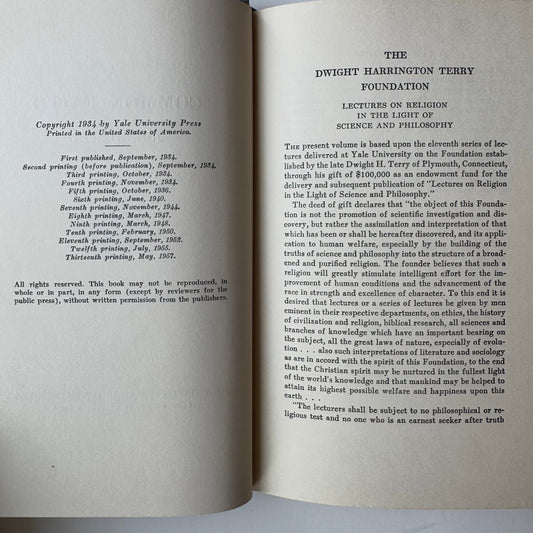 Copyright 1934 by Yale University Press
Printed in the United States of America.
First published, September, 1934.
Second printing (before publication), September, 1934.
Third printing, October, 1934.
Fourth printing, November, 1934.
Fifth printing, October, 1936.
Sixth printing, June, 1940.
Seventh printing, November, 1944.
Eighth printing, March, 1947.
Ninth printing, March, 1948.
Tenth printing, February, 1950.
Eleventh printing, September, 1952.
Twelfth printing, July, 1955.
Thirteenth printing, May, 1957.
All rights reserved. This book may not be reproduced, in
whole or in part, in any form (except by reviewers for the
public press), without written permission from the publishers.
THE
DWIGHT HARRINGTON TERRY
FOUNDATION
LECTURES ON RELIGION
IN THE LIGHT OF
SCIENCE AND PHILOSOPHY
THE present volume is based upon the eleventh series of lec-
tures delivered at Yale University on the Foundation estab-
lished by the late Dwight H. Terry of Plymouth, Connecticut,
through his gift of $100,000 as an endowment fund for the
delivery and subsequent publication of "Lectures on Religion
in the Light of Science and Philosophy."
The deed of gift declares that "the object of this Founda-
tion is not the promotion of scientific investigation and dis-
covery, but rather the assimilation and interpretation of that
which has been or shall be hereafter discovered, and its appli-
cation to human welfare, especially by the building of the
truths of science and philosophy into the structure of a broad-
ened and purified religion. The founder believes that such a
religion will greatly stimulate intelligent effort for the im-
provement of human conditions and the advancement of the
race in strength and excellence of character. To this end it is
desired that lectures or a series of lectures be given by men
eminent in their respective departments, on ethics, the history
of civilization and religion, biblical research, all sciences and
branches of knowledge which have an important bearing on
the subject, all the great laws of nature, especially of evolu-
tion . . . also such interpretations of literature and sociology
as are in accord with the spirit of this Foundation, to the end
that the Christian spirit may be nurtured in the fullest light
of the world's knowledge and that mankind may be helped to
attain its highest possible welfare and happiness upon this
earth . . .
"The lecturers shall be subject to no philosophical or re-
ligious test and no one who is an earnest seeker after truth